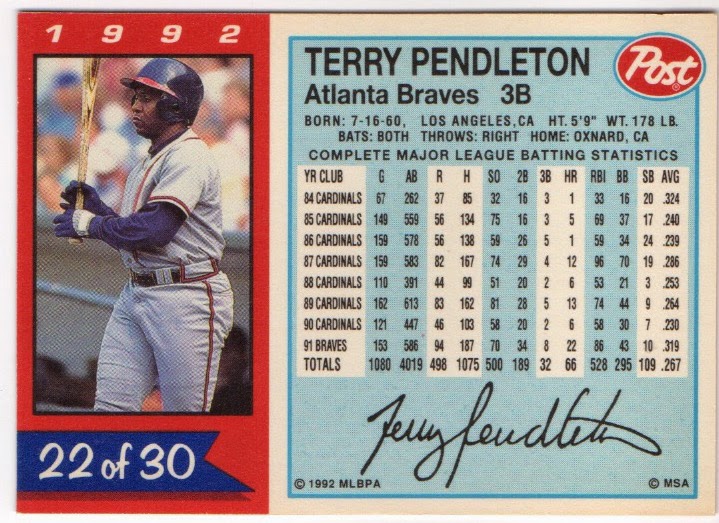 1992
TERRY PENDLETON
Post®
Atlanta Braves 3B
BORN: 7-16-60, LOS ANGELES,CA HT. 5'9" WT. 178 LB.
BATS: BOTH THROWS: RIGHT HOME: OXNARD, CA
COMPLETE MAJOR LEAGUE BATTING STATISTICS
YR CLUB G AB R H SO 2B 3B HR RBI BB SB AVG
84 CARDINALS 67 262 37 85 32 16 3 1 33 16 20 .324
85 CARDINALS 149 559 56 134 75 16 3 5 69 37 17 .240
86 CARDINALS 159 578 56 138 59 26 5 1 59 34 24 .239
87 CARDINALS 159 583 82 167 74 29 4 12 96 70 19 .286
88 CARDINALS 110 391 44 99 51 20 2 6 53 21 3 .253
89 CARDINALS 162 613 83 162 81 28 5 13 74 44 9 .264
90 CARDINALS 121 447 46 103 58 20 2 6 58 30 7 .230
91 BRAVES 153 586 94 187 70 34 8 22 86 43 10 .319
TOTALS 1080 4019 498 1075 500 189 32 66 528 295 109 .267
Terry Pendleton
22 of 30
© 1992 MLBPA
© MSA